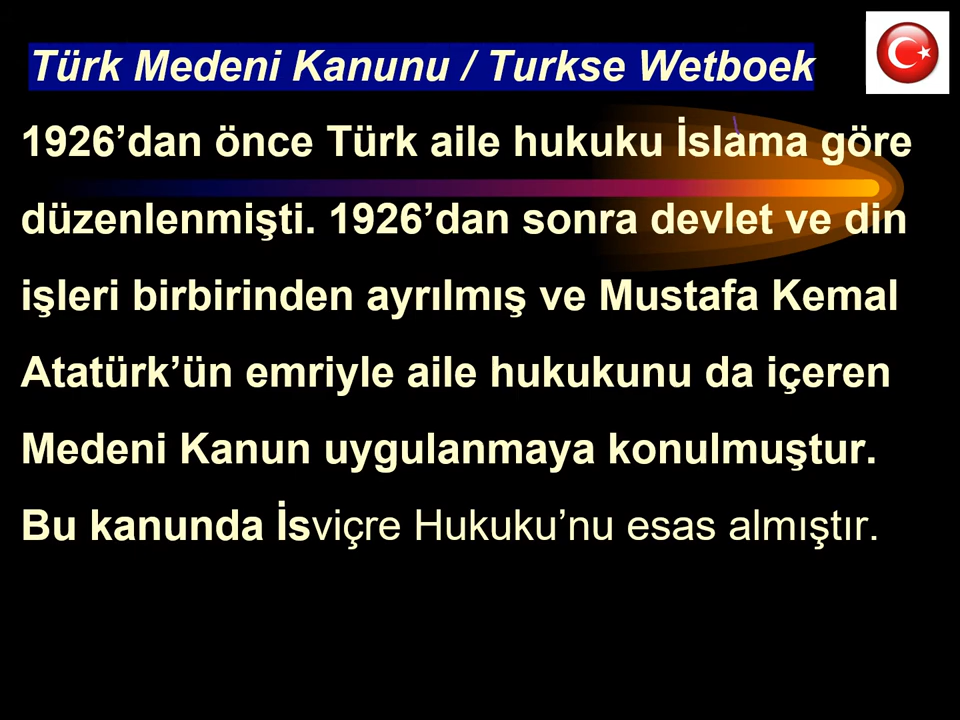 Türk Medeni Kanunu / Turkse Wetboek
1926’dan önce Türk aile hukuku İslama göre
düzenlenmişti. 1926’dan sonra devlet ve din
işleri birbirinden ayrılmış ve Mustafa Kemal
Atatürk’ün emriyle aile hukukunu da içeren
Medeni Kanun uygulanmaya konulmuştur.
Bu kanunda İsviçre Hukuku’nu esas almıştır.